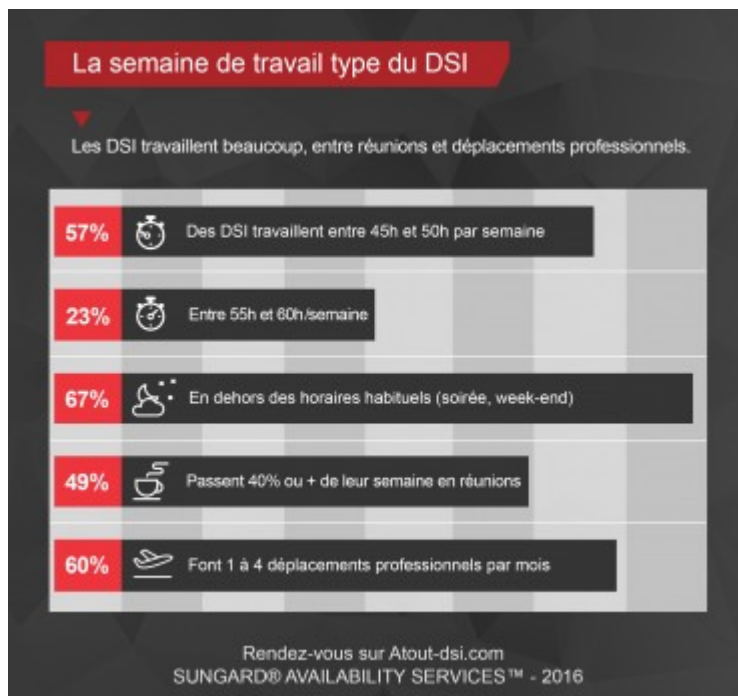 La semaine de travail type du DSI
Les DSI travaillent beaucoup, entre réunions et déplacements professionnels.
57% Des DSI travaillent entre 45h et 50h par semaine
23% Entre 55h et 60h/semaine
67% En dehors des horaires habituels (soirée, week-end)
49% Passent 40% ou + de leur semaine en réunions
60% Font 1 à 4 déplacements professionnels par mois
Rendez-vous sur Atout-dsi.com
SUNGARD® AVAILABILITY SERVICES™ - 2016